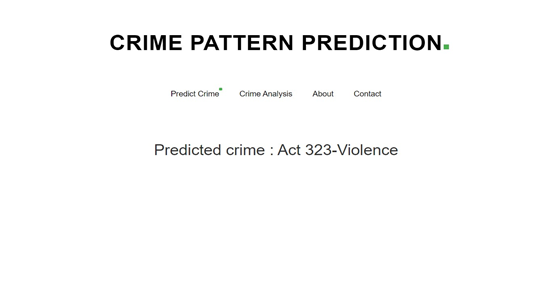 CRIME PATTERN PREDICTION
Predict Crime Crime Analysis About Contact
Predicted crime : Act 323-Violence